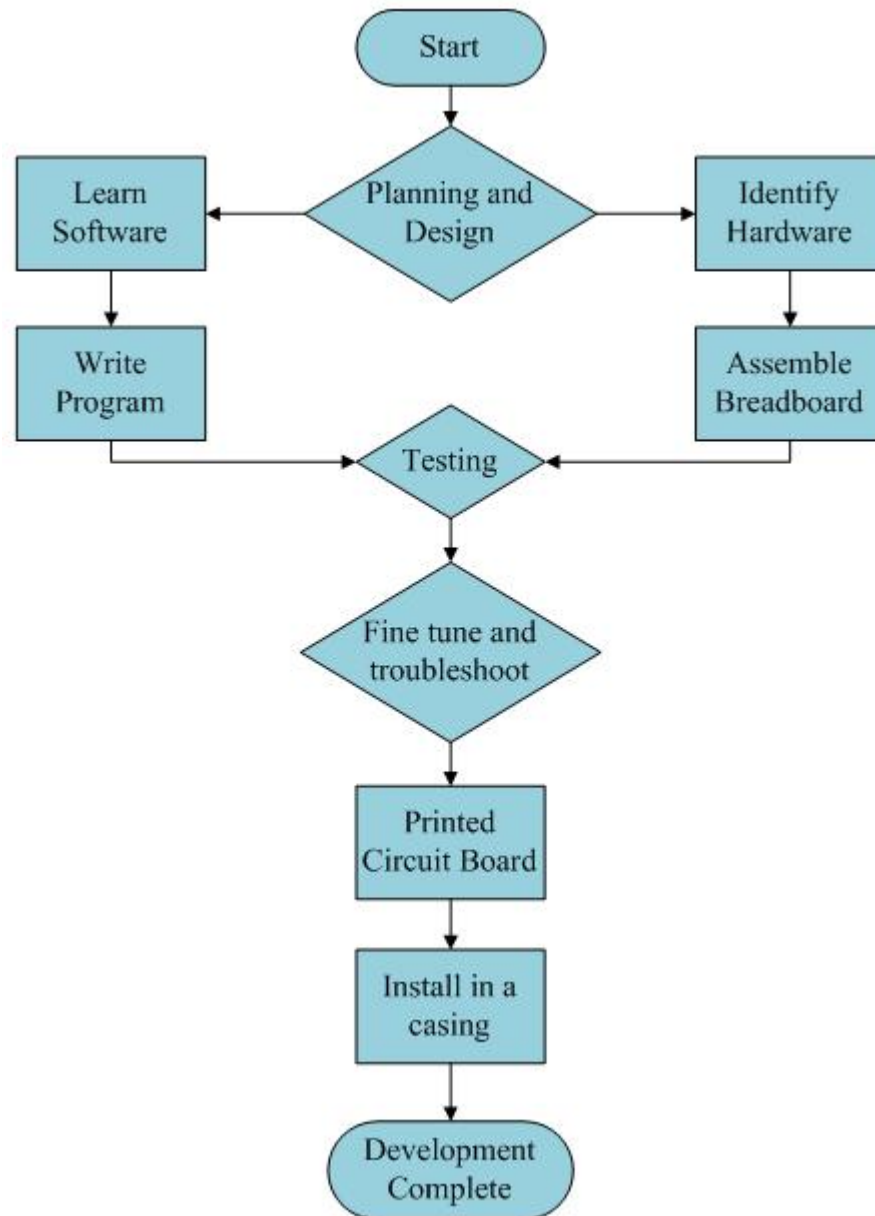 Start
Planning and
Design
Learn
Software
Identify
Hardware
Write
Program
Assemble
Breadboard
Testing
Fine tune and
troubleshoot
Printed
Circuit Board
Install in a
casing
Development
Complete